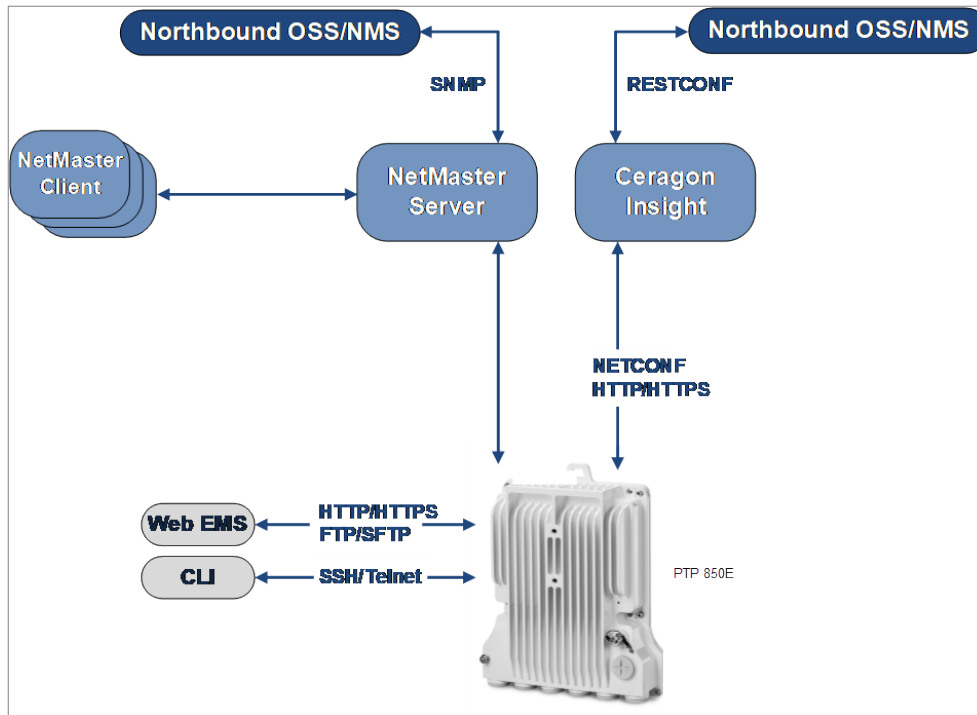 Northbound OSS/NMS
Northbound OSS/NMS
SNMP
RESTCONF
NetMaster
Client
NetMaster
Server
Ceragon
Insight
NETCONF
HTTP/HTTPS
Web EMS
HTTP/HTTPS
FTP/SFTP
CLI
SSH/Telnet
PTP 850E